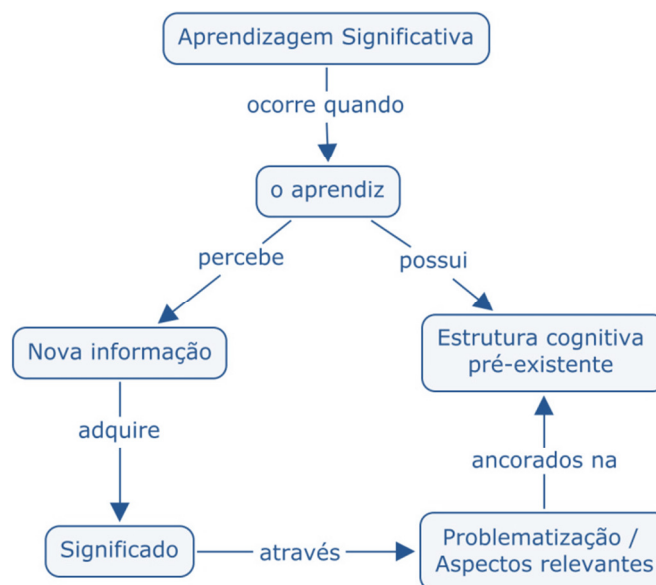 Aprendizagem Significativa
ocorre quando
o aprendiz
percebe
possui
Nova informação
Estrutura cognitiva
pré-existente
adquire
ancorados na
Significado
através
Problematização /
Aspectos relevantes